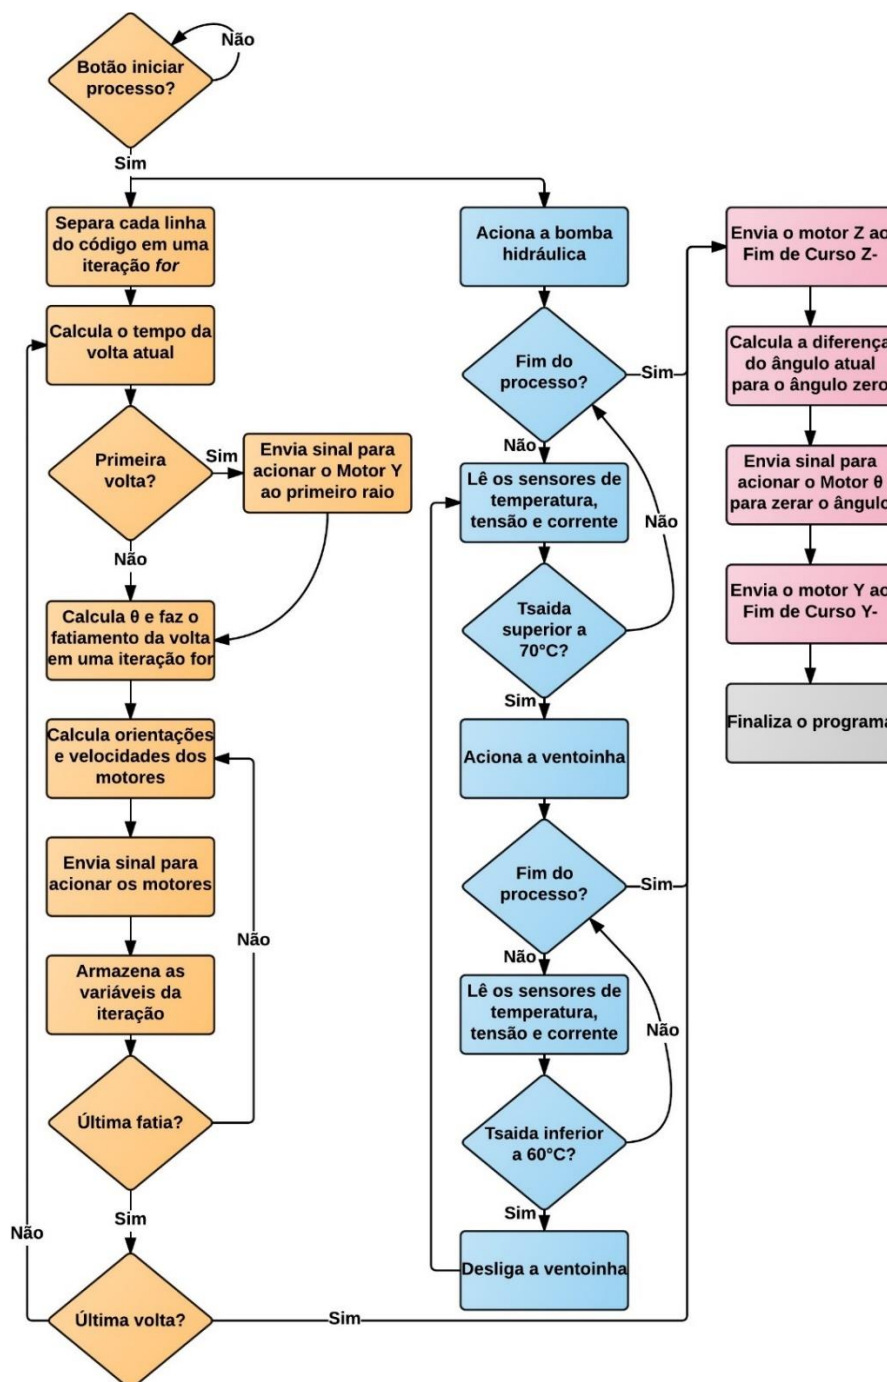 Não
Botão iniciar
processo?
Sim
Separa cada linha
do código em uma
iteração for
Calcula o tempo da
volta atual
Primeira
volta?
Sim
Envia sinal para
acionar o Motor Y
ao primeiro raio
Não
Calcula θ e faz o
fatiamento da volta
em uma iteração for
Calcula orientações
e velocidades dos
motores
Envia sinal para
acionar os motores
Não
Armazena as
variáveis da
iteração
Última fatia?
Sim
Não
Última volta?
Sim
Aciona a bomba
hidráulica
Fim do
processo?
Sim
Não
Lê os sensores de
temperatura,
tensão e corrente
Não
Tsaida
superior a
70°C?
Sim
Aciona a ventoinha
Fim do
processo?
Sim
Não
Lê os sensores de
temperatura,
tensão e corrente
Não
Tsaida inferior
a 60°C?
Sim
Desliga a ventoinha
Envia o motor Z ao
Fim de Curso Z-
Calcula a diferença
do ângulo atual
para o ângulo zero
Envia sinal para
acionar o Motor θ
para zerar o ângulo
Envia o motor Y ao
Fim de Curso Y-
Finaliza o programa